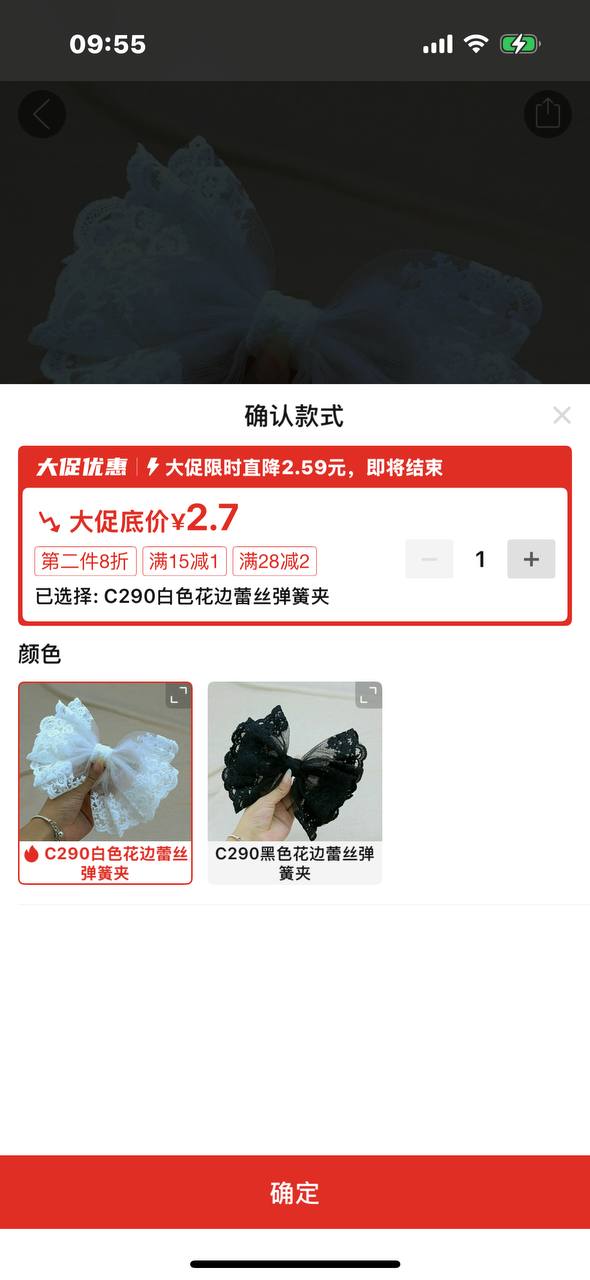 09:55
确认款式
大促优惠 大促限时直降2.59元，即将结束
大促底价¥2.7
第二件8折 满15减1 满28减2
1
已选择: C290白色花边蕾丝弹簧夹
颜色
C290白色花边蕾丝
弹簧夹
C290黑色花边蕾丝弹
簧夹
确定